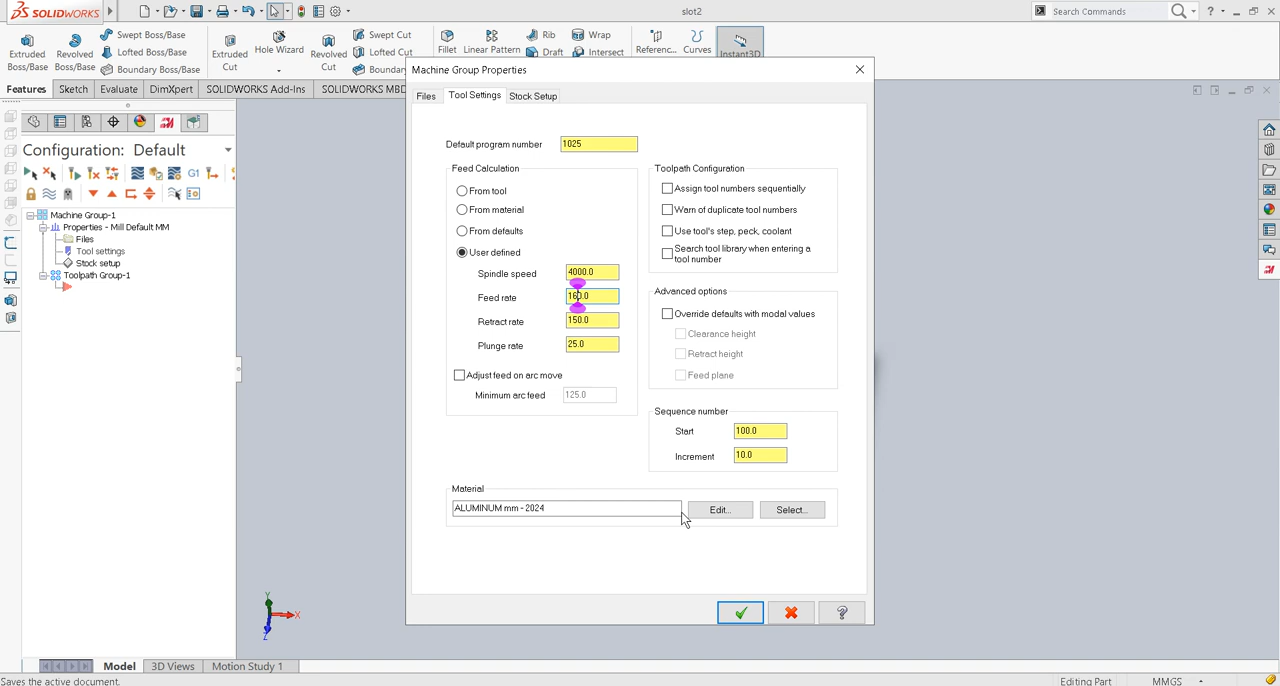 SOLIDWORKS
slot2
Search Commands
Extruded
Boss/Base
Revolved
Boss/Base
Swept Boss/Base
Lofted Boss/Base
Boundary Boss/Base
Extruded
Cut
Hole Wizard
Revolved
Cut
Swept Cut
Lofted Cut
Boundar
Fillet
Linear Pattern
Rib
Draft
Wrap
Intersect
Referenc...
Curves
Instant3D
Features
Sketch
Evaluate
DimXpert
SOLIDWORKS Add-Ins
SOLIDWORKS MBD
Configuration: Default
G1
Machine Group-1
Properties - Mill Default MM
Files
Tool settings
Stock setup
Toolpath Group-1
Machine Group Properties
Files
Tool Settings
Stock Setup
Default program number
1025
Feed Calculation
From tool
From material
From defaults
User defined
Spindle speed
4000.0
Feed rate
160.0
Retract rate
150.0
Plunge rate
25.0
Adjust feed on arc move
Minimum arc feed
125.0
Toolpath Configuration
Assign tool numbers sequentially
Warn of duplicate tool numbers
Use tool's step, peck, coolant
Search tool library when entering a
tool number
Advanced options
Override defaults with modal values
Clearance height
Retract height
Feed plane
Sequence number
Start
100.0
Increment
10.0
Material
ALUMINUM mm - 2024
Edit...
Select...
Y
X
Z
Model
3D Views
Motion Study 1
Saves the active document.
Editing Part
MMGS